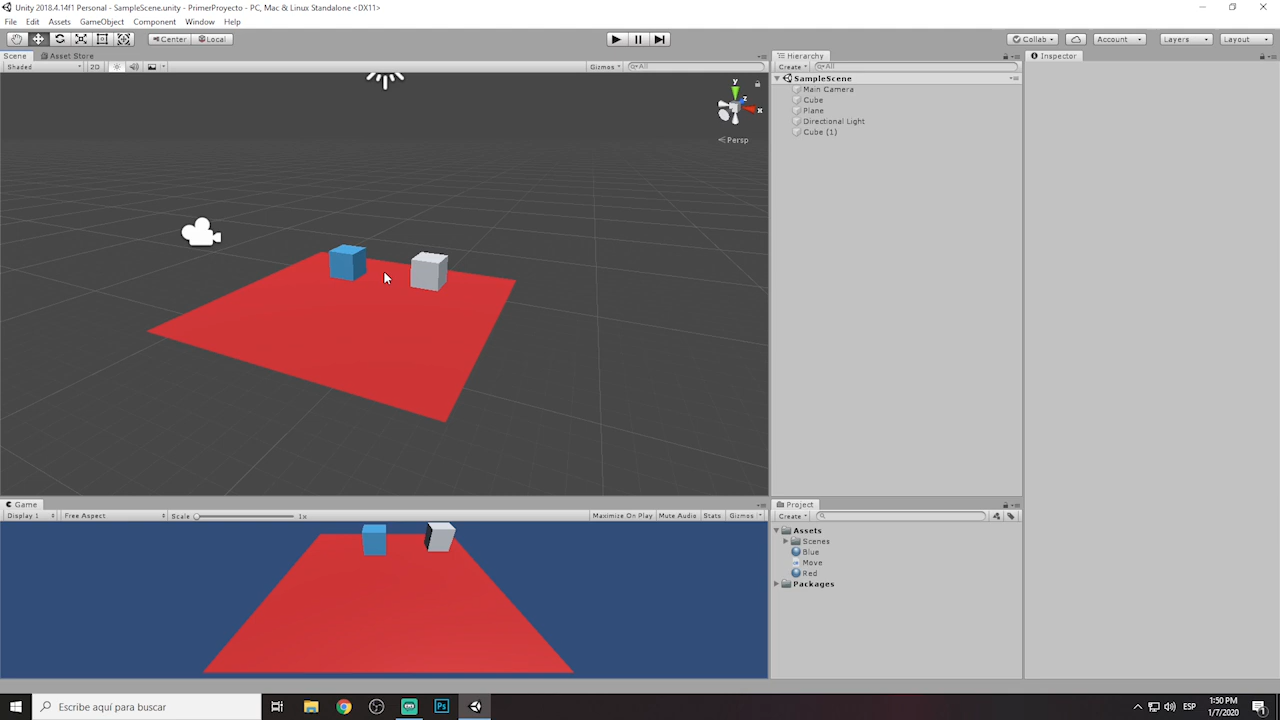 Unity 2018.4.14f1 Personal - SampleScene.unity - PrimerProyecto - PC, Mac & Linux Standalone <DX11>
File Edit Assets GameObject Component Window Help
Center Local Collab Account Layers Layout
Scene Asset Store
Shaded 2D Gizmos All
y
z
x
Persp
Hierarchy
Create All
SampleScene
Main Camera
Cube
Plane
Directional Light
Cube (1)
Inspector
Game
Display 1 Free Aspect Scale 1x Maximize On Play Mute Audio Stats Gizmos
Project
Create
Assets
Scenes
Blue
Move
Red
Packages
Escribe aquí para buscar
Ps
ESP
1:50 PM
1/7/2020
1